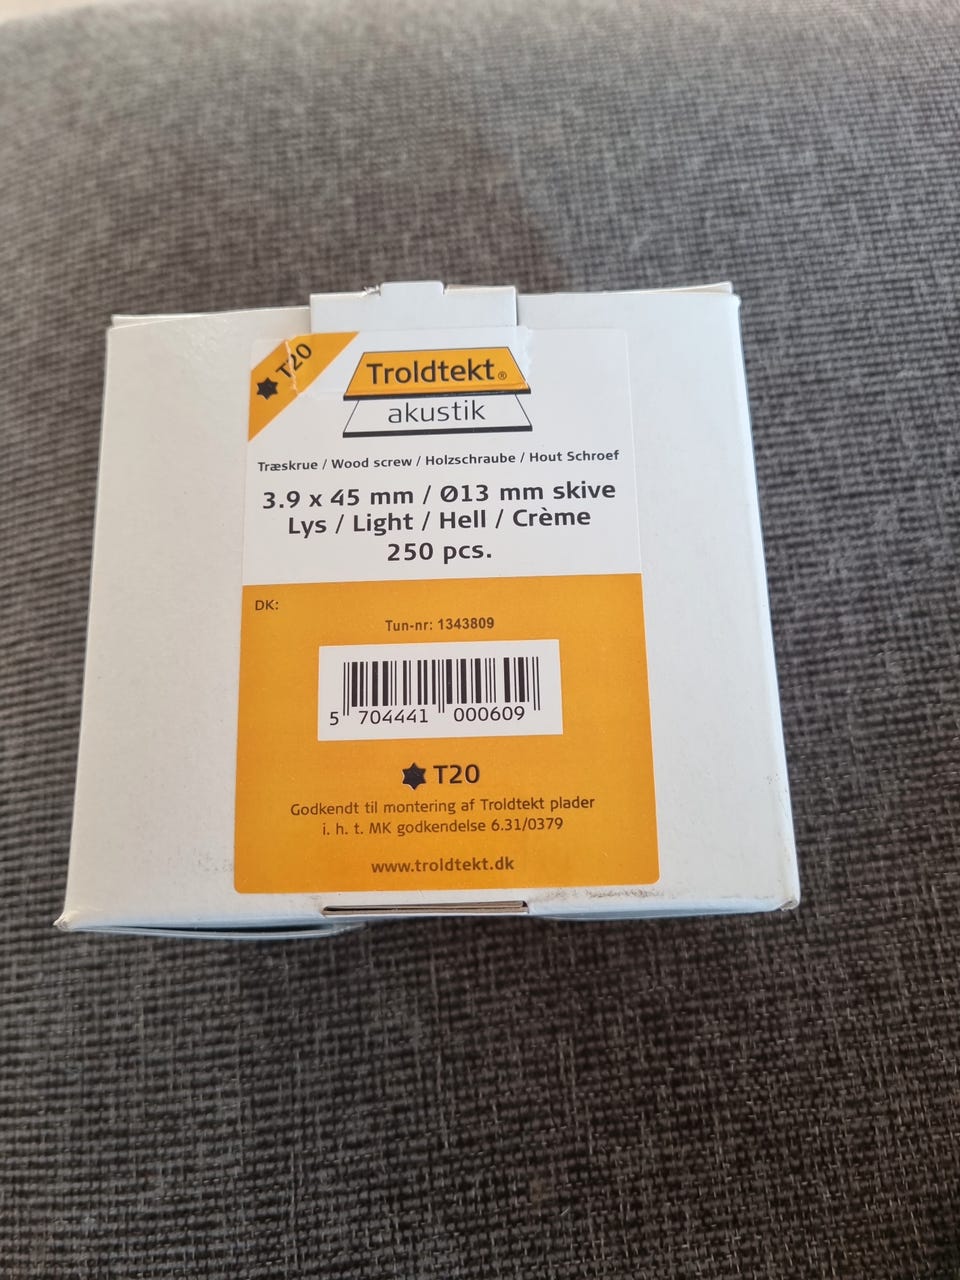 T20
Troldtekt®
akustik
Træskrue / Wood screw / Holzschraube / Hout Schroef
3.9 x 45 mm / Ø13 mm skive
Lys / Light / Hell / Crème
250 pcs.
DK:
Tun-nr: 1343809
5 704441 000609
T20
Godkendt til montering af Troldtekt plader
i. h. t. MK godkendelse 6.31/0379
www.troldtekt.dk